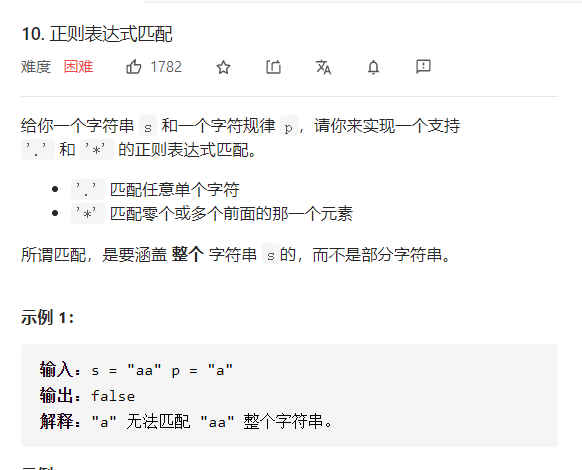 10. 正则表达式匹配
难度 困难 1782
给你一个字符串 s 和一个字符规律 p，请你来实现一个支持
'.' 和 '*' 的正则表达式匹配。
'.' 匹配任意单个字符
'*' 匹配零个或多个前面的那一个元素
所谓匹配，是要涵盖 整个 字符串 s 的，而不是部分字符串。
示例 1：
输入：s = "aa" p = "a"
输出：false
解释："a" 无法匹配 "aa" 整个字符串。